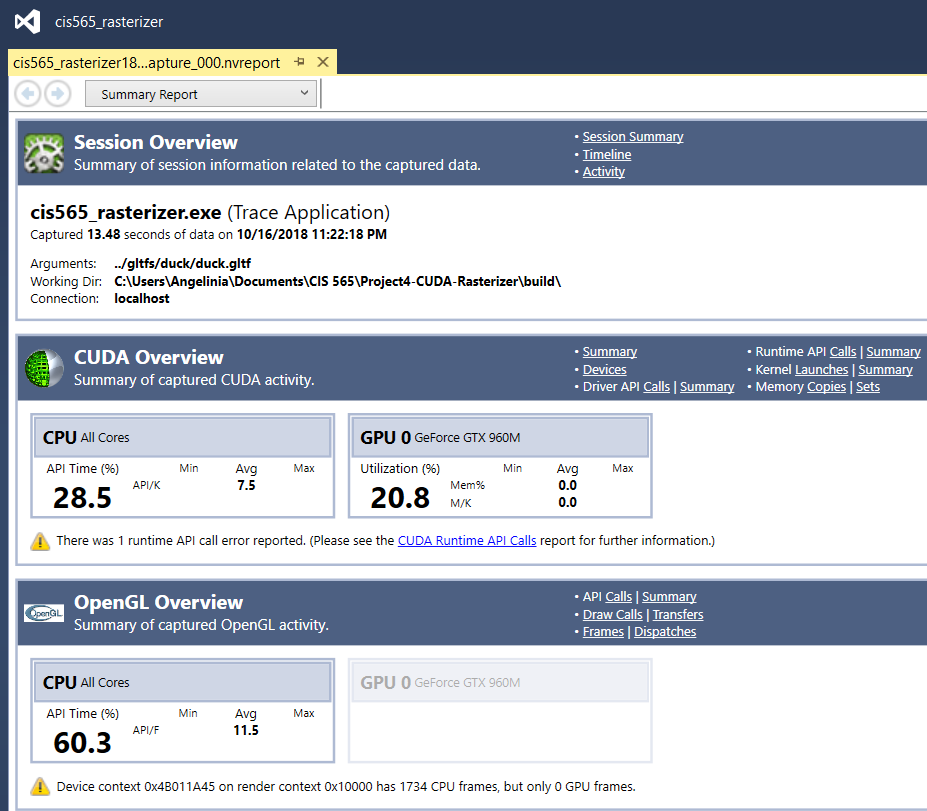 cis565_rasterizer
cis565_rasterizer18...apture_000.nvreport
Summary Report
Session Overview
Summary of session information related to the captured data.
• Session Summary
• Timeline
• Activity
cis565_rasterizer.exe (Trace Application)
Captured 13.48 seconds of data on 10/16/2018 11:22:18 PM
Arguments: ../gltfs/duck/duck.gltf
Working Dir: C:\Users\Angelinia\Documents\CIS 565\Project4-CUDA-Rasterizer\build\
Connection: localhost
CUDA Overview
Summary of captured CUDA activity.
• Summary
• Devices
• Driver API Calls | Summary
• Runtime API Calls | Summary
• Kernel Launches | Summary
• Memory Copies | Sets
CPU All Cores
API Time (%) Min Avg Max
28.5 API/K 7.5
GPU 0 GeForce GTX 960M
Utilization (%) Min Avg Max
20.8 Mem% 0.0
M/K 0.0
There was 1 runtime API call error reported. (Please see the CUDA Runtime API Calls report for further information.)
OpenGL
OpenGL Overview
Summary of captured OpenGL activity.
• API Calls | Summary
• Draw Calls | Transfers
• Frames | Dispatches
CPU All Cores
API Time (%) Min Avg Max
60.3 API/F 11.5
GPU 0 GeForce GTX 960M
Device context 0x4B011A45 on render context 0x10000 has 1734 CPU frames, but only 0 GPU frames.